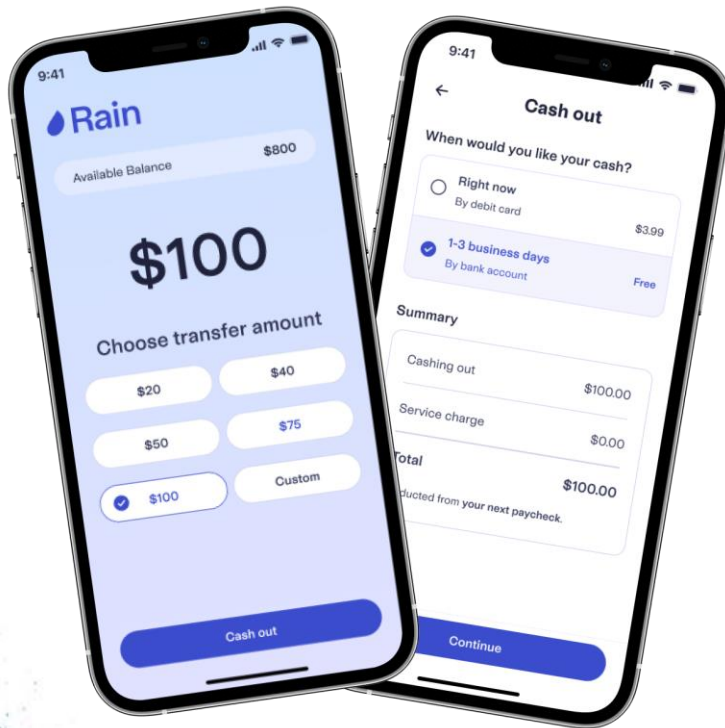 9:41
Rain
Available Balance $800
$100
Choose transfer amount
$20 $40
$50 $75
$100 Custom
Cash out
9:41
Cash out
When would you like your cash?
Right now
By debit card $3.99
1-3 business days
By bank account Free
Summary
Cashing out $100.00
Service charge $0.00
Total $100.00
ducted from your next paycheck.
Continue